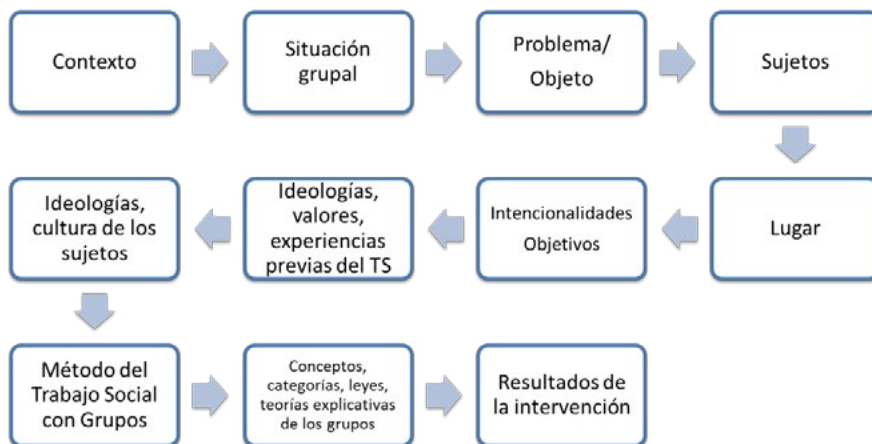 Contexto
Situación
grupal
Problema/
Objeto
Sujetos
Lugar
Intencionalidades
Objetivos
Ideologías,
valores,
experiencias
previas del TS
Ideologías,
cultura de los
sujetos
Método del
Trabajo Social
con Grupos
Conceptos,
categorías, leyes,
teorías explicativas
de los grupos
Resultados de
la intervención